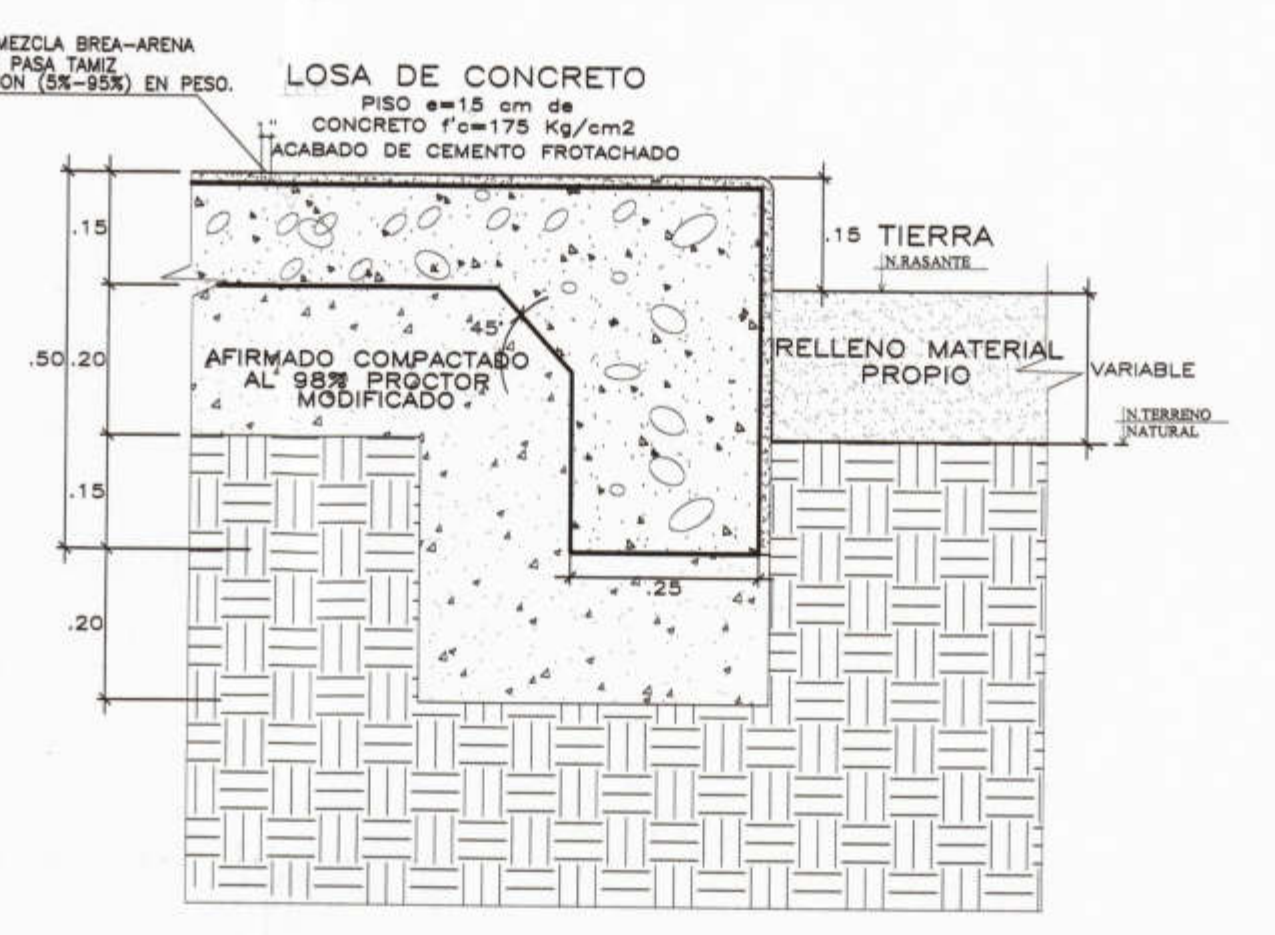 MEZCLA BREA-ARENA
PASA TAMIZ
ON (5%-95%) EN PESO.
LOSA DE CONCRETO
PISO e=15 cm de
CONCRETO f'c=175 Kg/cm2
ACABADO DE CEMENTO FROTACHADO
1"
.15
.15 TIERRA
N.RASANTE
45°
.50
.20
AFIRMADO COMPACTADO
AL 98% PROCTOR
MODIFICADO
RELLENO MATERIAL
PROPIO
VARIABLE
N.TERRENO
NATURAL
.15
.25
.20